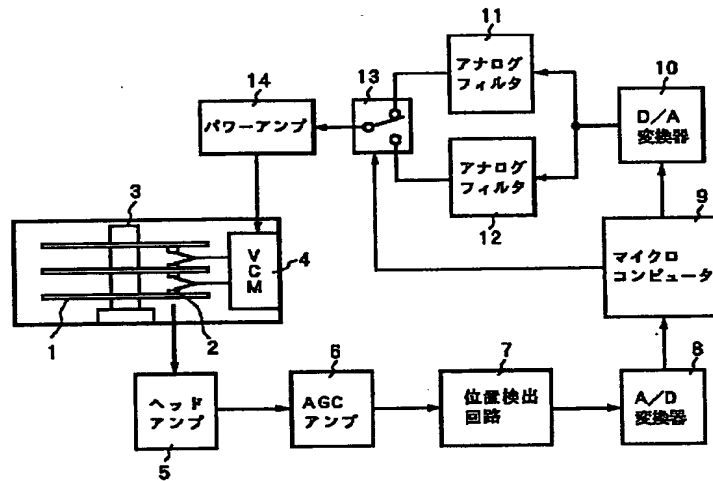 11
アナログ
フィルタ
10
D/A
変換器
13
14
パワーアンプ
アナログ
フィルタ
12
9
マイクロ
コンピュータ
3
V
C
M
4
1
2
ヘッド
アンプ
5
6
AGC
アンプ
7
位置検出
回路
8
A/D
変換器